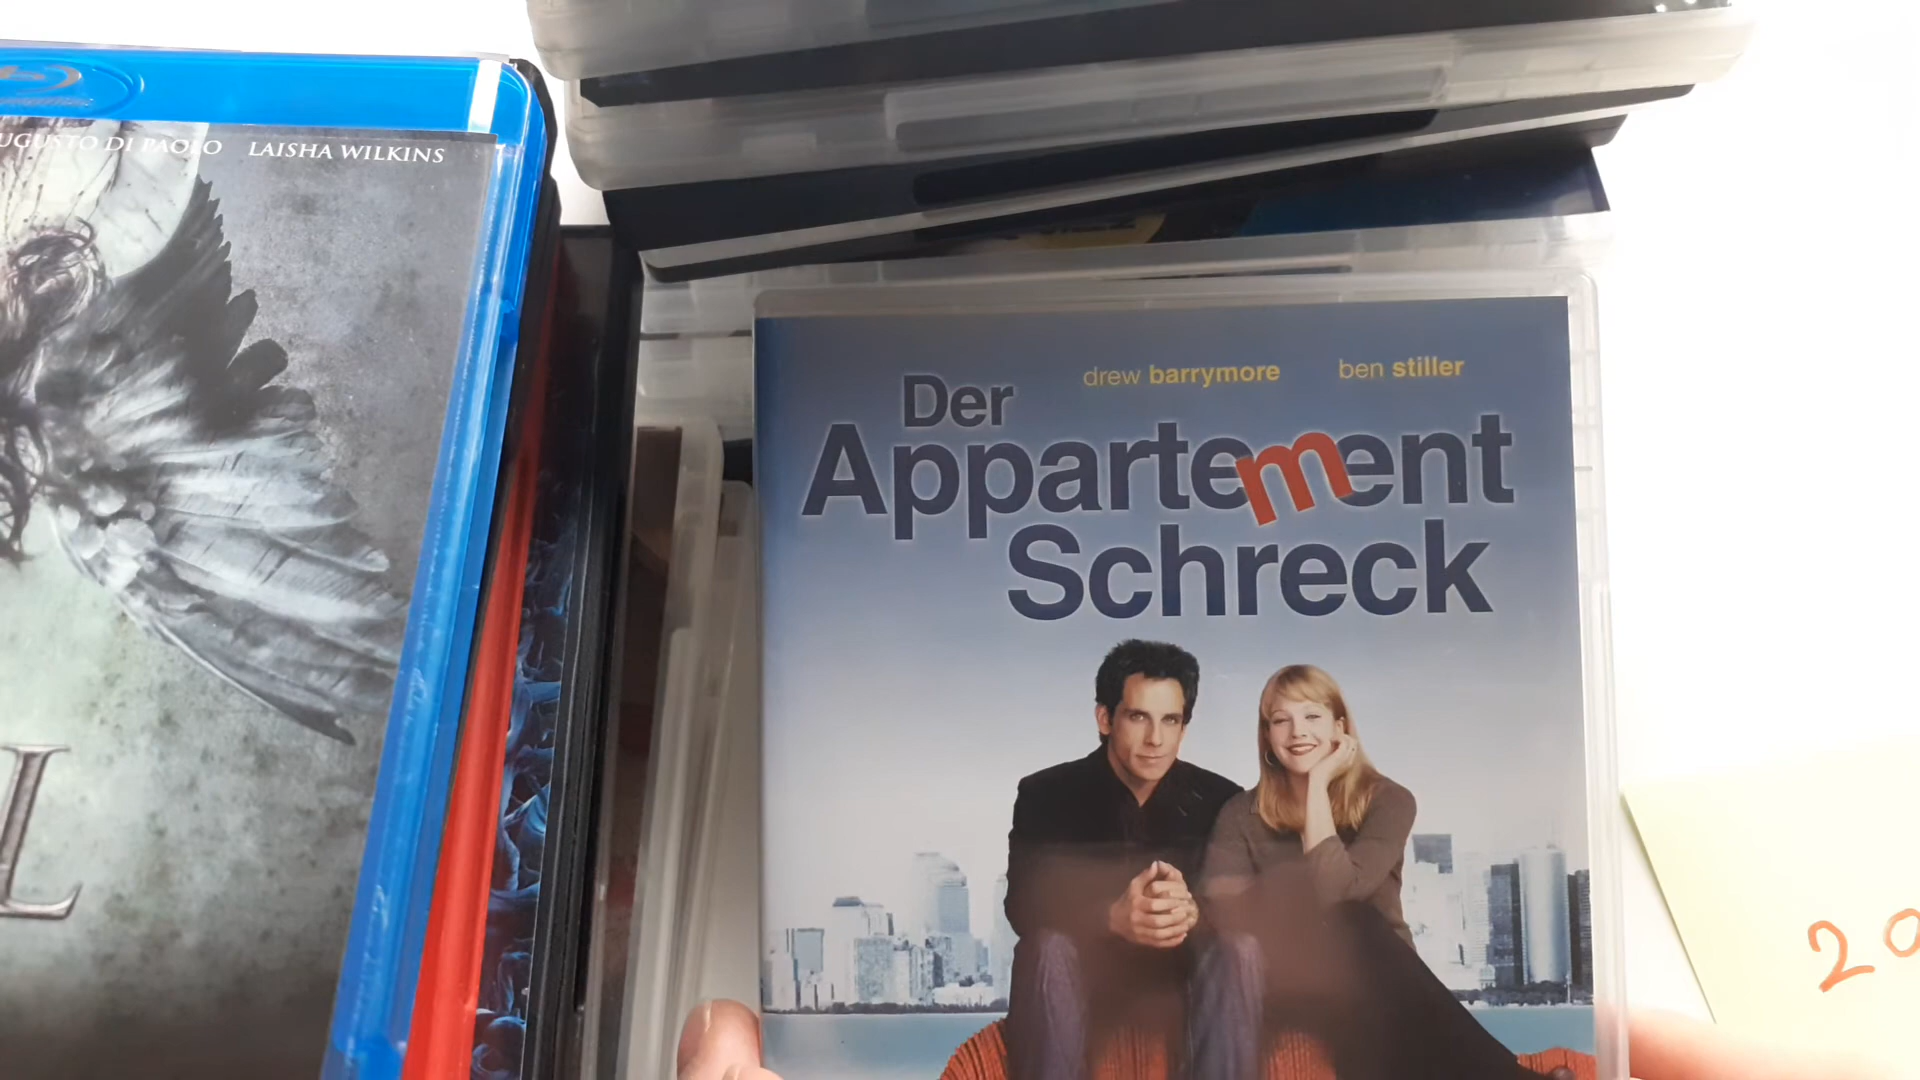 UGUSTO DI PAOLO LAISHA WILKINS
L
drew barrymore ben stiller
Der
Appartement
Schreck
20